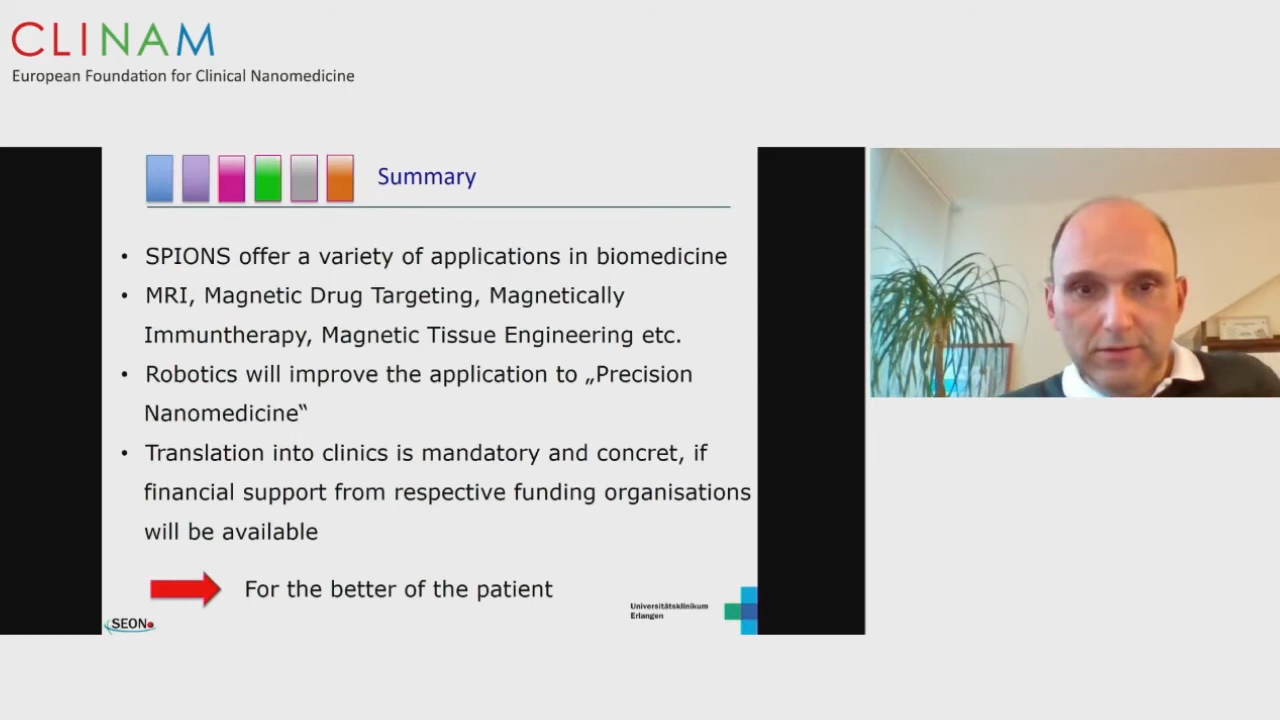 CLINAM
European Foundation for Clinical Nanomedicine
Summary
• SPIONS offer a variety of applications in biomedicine
• MRI, Magnetic Drug Targeting, Magnetically
Immuntherapy, Magnetic Tissue Engineering etc.
• Robotics will improve the application to „Precision
Nanomedicine‟
• Translation into clinics is mandatory and concret, if
financial support from respective funding organisations
will be available
For the better of the patient
SEON
Universitätsklinikum
Erlangen